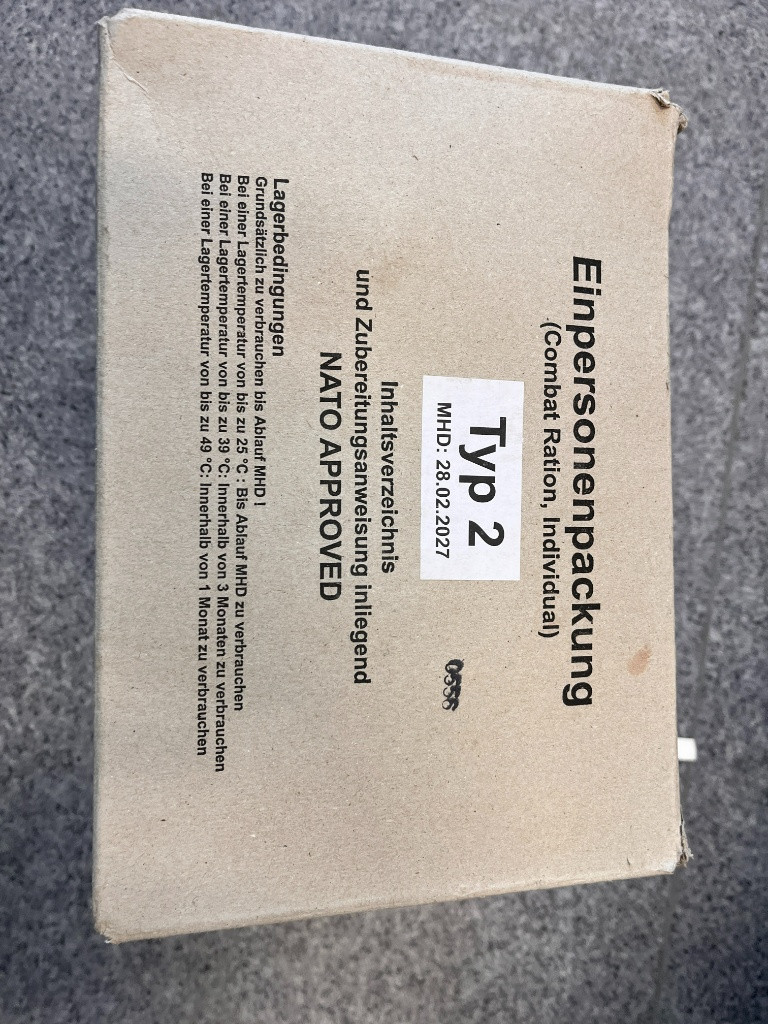 Einpersonenpackung
(Combat Ration, Individual)
Typ 2
MHD: 28.02.2027
0556
Inhaltsverzeichnis
und Zubereitungsanweisung inliegend
NATO APPROVED
Lagerbedingungen
Grundsätzlich zu verbrauchen bis Ablauf MHD !
Bei einer Lagertemperatur von bis zu 25 °C : Bis Ablauf MHD zu verbrauchen
Bei einer Lagertemperatur von bis zu 39 °C: Innerhalb von 3 Monaten zu verbrauchen
Bei einer Lagertemperatur von bis zu 49 °C: Innerhalb von 1 Monat zu verbrauchen